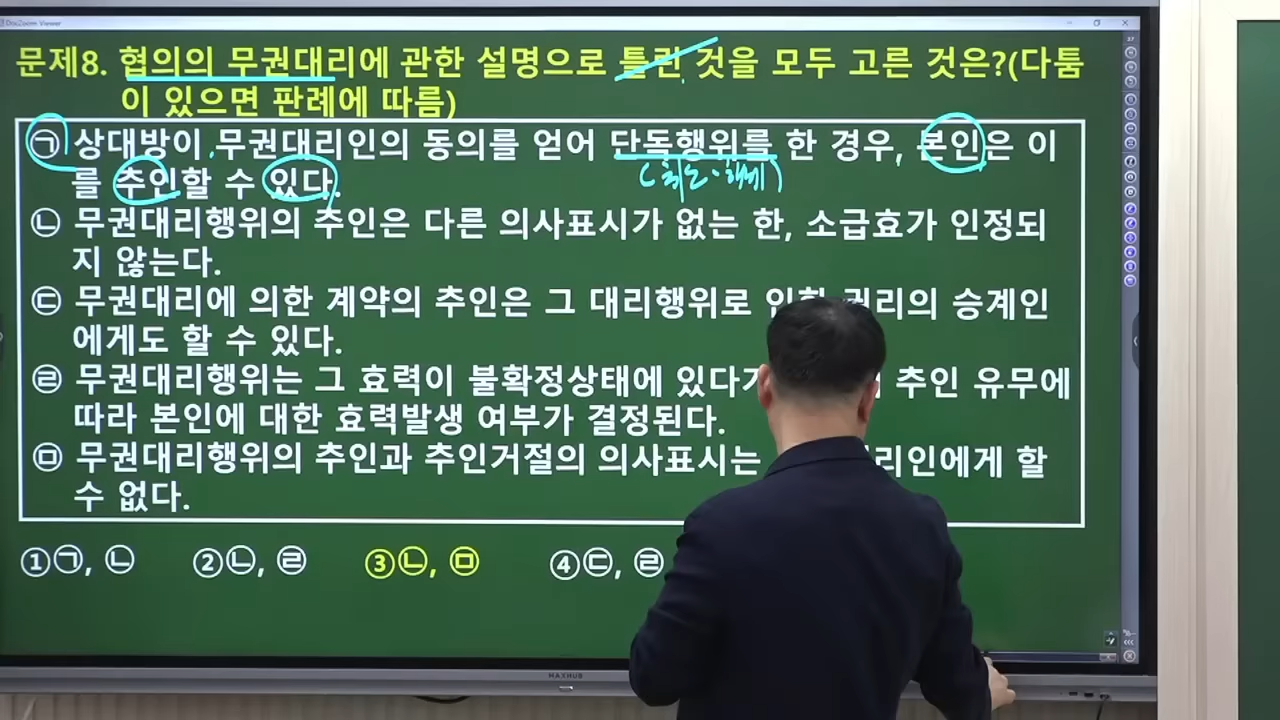 DocZoom Viewer
문제8. 협의의 무권대리에 관한 설명으로 틀린 것을 모두 고른 것은?(다툼
이 있으면 판례에 따름)
㉠ 상대방이 무권대리인의 동의를 얻어 단독행위를 한 경우, 본인은 이
를 추인할 수 있다.
㉡ 무권대리행위의 추인은 다른 의사표시가 없는 한, 소급효가 인정되
지 않는다.
㉢ 무권대리에 의한 계약의 추인은 그 대리행위로 권리의 승계인
에게도 할 수 있다.
㉣ 무권대리행위는 그 효력이 불확정상태에 추인 유무에
따라 본인에 대한 효력발생 여부가 결정된다.
㉤ 무권대리행위의 추인과 추인거절의 의사표시는 리인에게 할
수 없다.
①㉠, ㉡ ②㉡, ㉣ ③㉡, ㉤ ④㉢, ㉣
MAXHUB